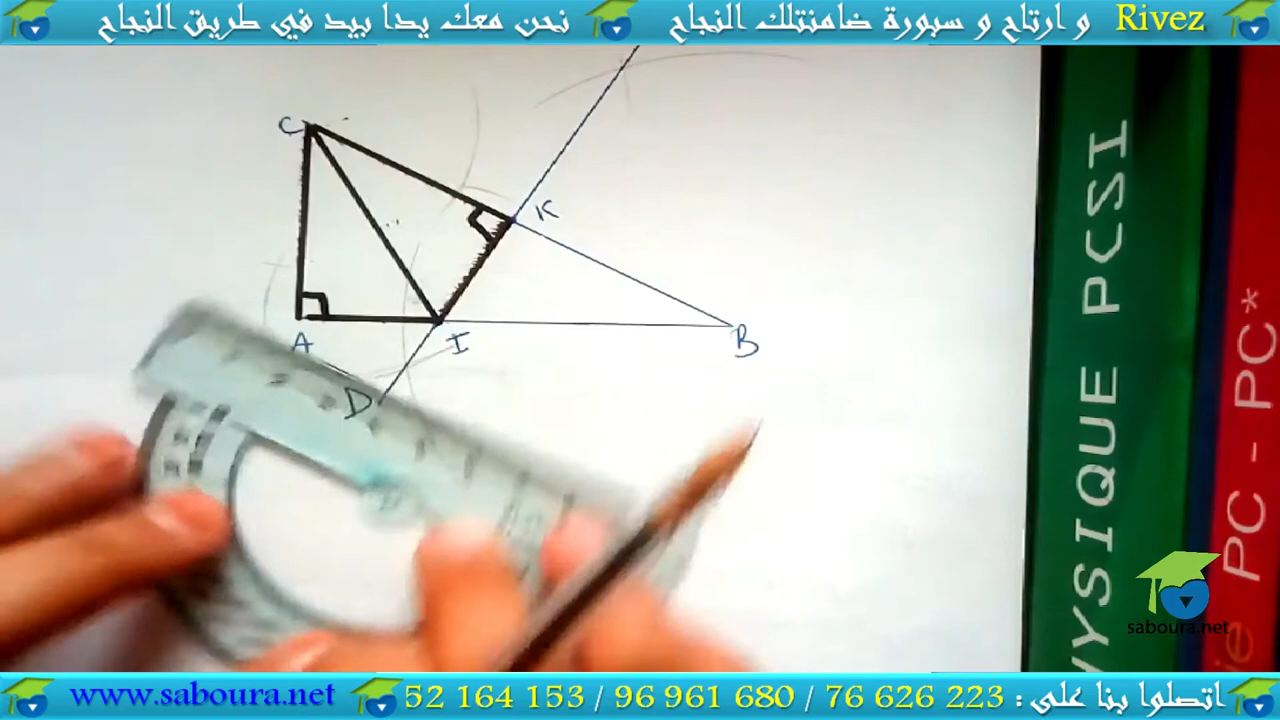 Rivez و ارتاح و سبورة ضامنتلك النجاح نحن معك يدا بيد في طريق النجاح
C
K
A
I
B
D
PHYSIQUE PCSI
PC - PC*
saboura.net
www.saboura.net 52 164 153 / 96 961 680 / 76 626 223 : اتصلوا بنا على